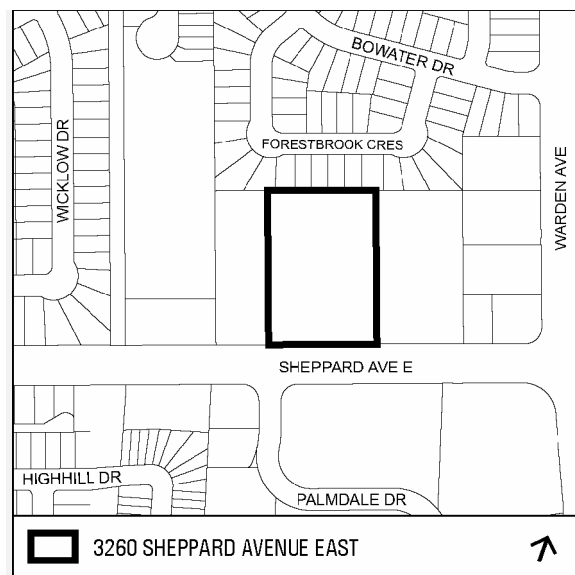 BOWATER DR
FORESTBROOK CRES
WICKLOW DR
WARDEN AVE
SHEPPARD AVE E
HIGHHILL DR
PALMDALE DR
3260 SHEPPARD AVENUE EAST